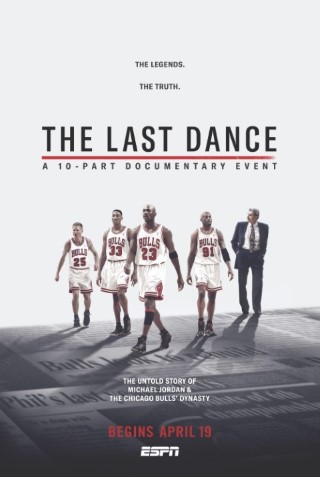 THE LEGENDS.
THE TRUTH.
THE LAST DANCE
A 10-PART DOCUMENTARY EVENT
BULLS
25
BULLS
33
BULLS
23
BULLS
91
THE UNTOLD STORY OF
MICHAEL JORDAN &
THE CHICAGO BULLS' DYNASTY
BEGINS APRIL 19
ESPN